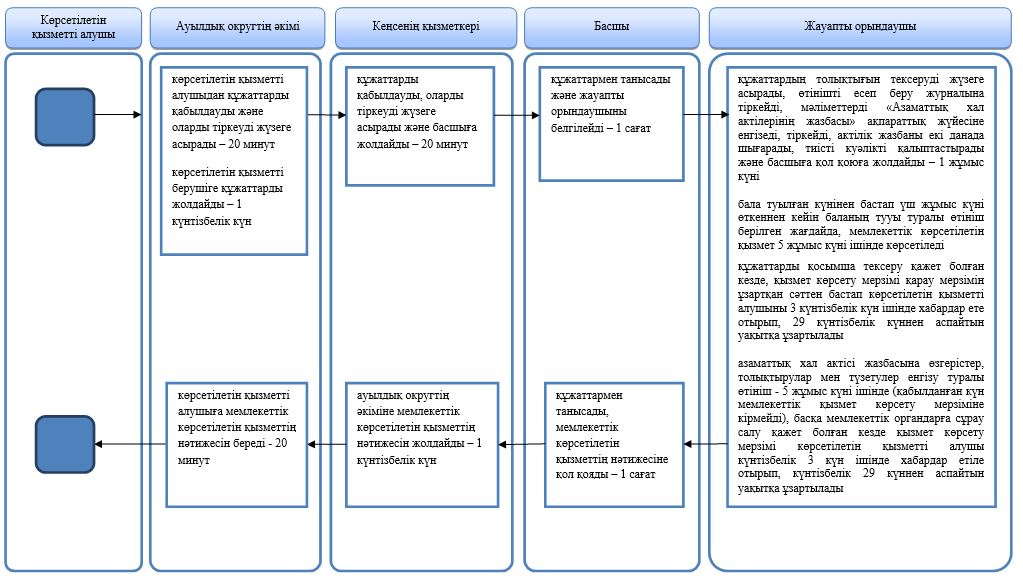 Көрсетілетін
қызметті алушы
Ауылдық округтің әкімі
Кеңсенің қызметкері
Басшы
Жауапты орындаушы
көрсетілетін қызметті
алушыдан құжаттарды
қабылдауды және
оларды тіркеуді жүзеге
асырады – 20 минут
көрсетілетін қызметті
берушіге құжаттарды
жолдайды – 1
күнтізбелік күн
құжаттарды
қабылдауды, оларды
тіркеуді жүзеге
асырады және басшыға
жолдайды – 20 минут
құжаттармен танысады
және жауапты
орындаушыны
белгілейді – 1 сағат
құжаттардың толықтығын тексеруді жүзеге
асырады, өтінішті есеп беру журналына
тіркейді, мәліметтерді «Азаматтық хал
актілерінің жазбасы» ақпараттық жүйесіне
енгізеді, тіркейді, актілік жазбаны екі данада
шығарады, тиісті куәлікті қалыптастырады
және басшыға қол қоюға жолдайды – 1 жұмыс
күні
бала туылған күнінен бастап үш жұмыс күні
өткеннен кейін баланың тууы туралы өтініш
берілген жағдайда, мемлекеттік көрсетілетін
қызмет 5 жұмыс күні ішінде көрсетіледі
құжаттарды қосымша тексеру қажет болған
кезде, қызмет көрсету мерзімі қарау мерзімін
ұзартқан сәттен бастап көрсетілетін қызметті
алушыны 3 күнтізбелік күн ішінде хабардар ете
отырып, 29 күнтізбелік күннен аспайтын
уақытқа ұзартылады
азаматтық хал актісі жазбасына өзгерістер,
толықтырулар мен түзетулер енгізу туралы
өтініш - 5 жұмыс күні ішінде (қабылданған күн
мемлекеттік қызмет көрсету мерзіміне
кірмейді), басқа мемлекеттік органдарға сұрау
салу қажет болған кезде қызмет көрсету
мерзімі көрсетілетін қызметті алушы
күнтізбелік 3 күн ішінде хабардар етіле
отырып, күнтізбелік 29 күннен аспайтын
уақытқа ұзартылады
көрсетілетін қызметті
алушыға мемлекеттік
көрсетілетін қызметтің
нәтижесін береді - 20
минут
ауылдық округтің
әкіміне мемлекеттік
көрсетілетін қызметтің
нәтижесін жолдайды – 1
күнтізбелік күн
құжаттармен
танысады,
мемлекеттік
көрсетілетін
қызметтің нәтижесіне
қол қояды – 1 сағат